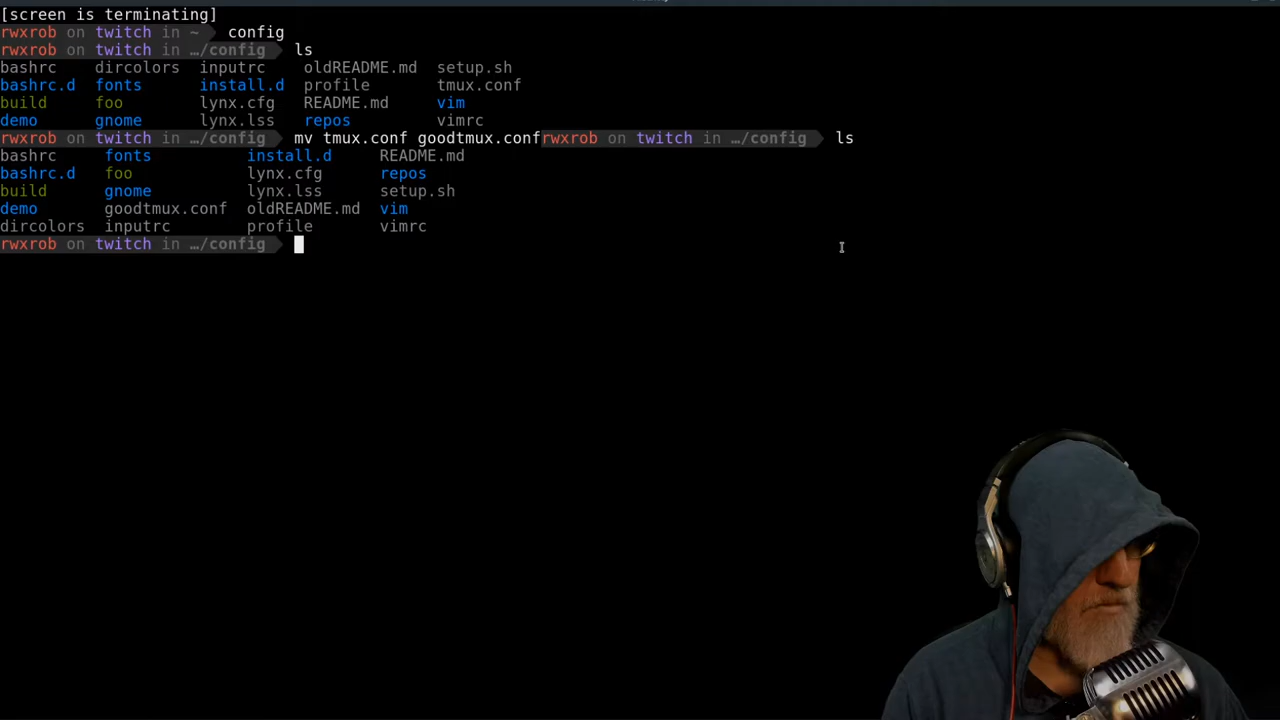 [screen is terminating]
rwxrob on twitch in ~ config
rwxrob on twitch in …/config ls
bashrc dircolors inputrc oldREADME.md setup.sh
bashrc.d fonts install.d profile tmux.conf
build foo lynx.cfg README.md vim
demo gnome lynx.lss repos vimrc
rwxrob on twitch in …/config mv tmux.conf goodtmux.confrwxrob on twitch in …/config ls
bashrc fonts install.d README.md
bashrc.d foo lynx.cfg repos
build gnome lynx.lss setup.sh
demo goodtmux.conf oldREADME.md vim
dircolors inputrc profile vimrc
rwxrob on twitch in …/config